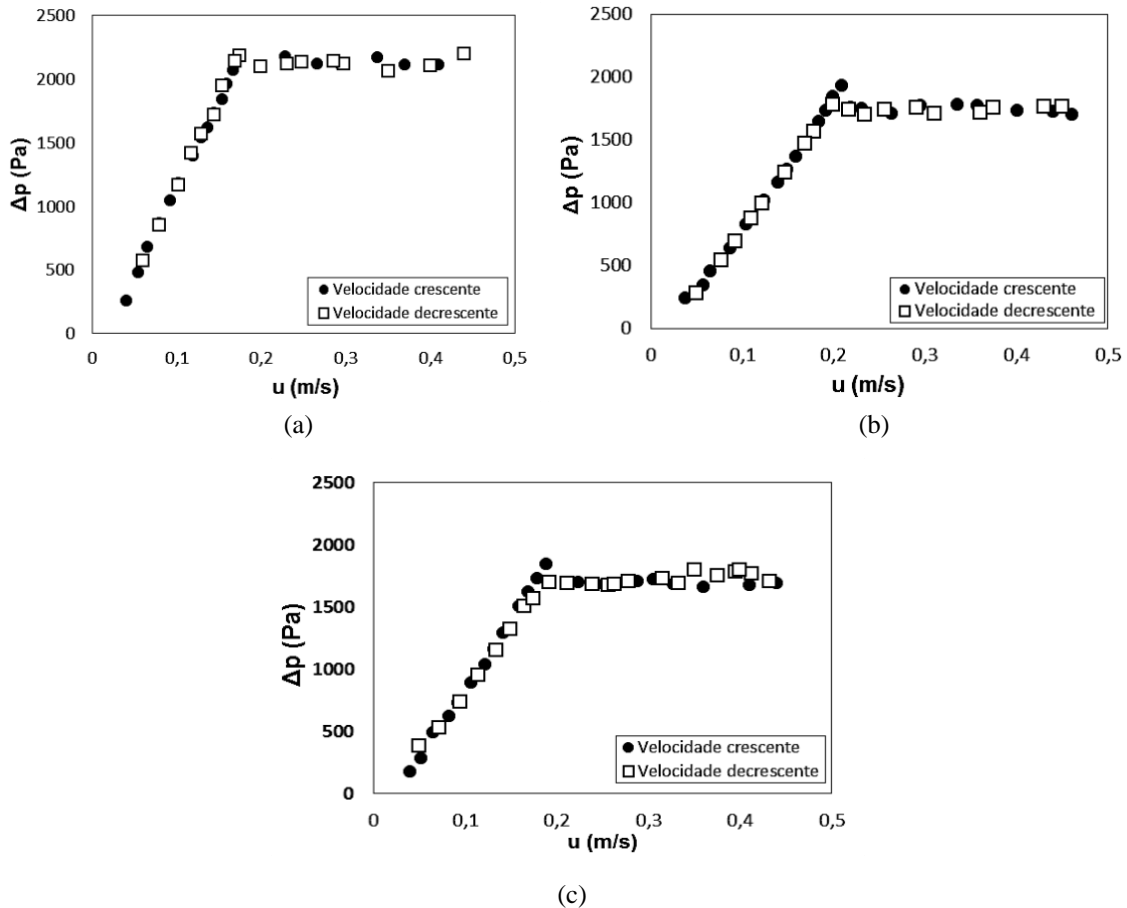 2500
2000
1500
1000
500
0
Δp (Pa)
0 0,1 0,2 0,3 0,4 0,5
u (m/s)
Velocidade crescente
Velocidade decrescente
(a)
2500
2000
1500
1000
500
0
Δp (Pa)
0 0,1 0,2 0,3 0,4 0,5
u (m/s)
Velocidade crescente
Velocidade decrescente
(b)
2500
2000
1500
1000
500
0
Δp (Pa)
0 0,1 0,2 0,3 0,4 0,5
u (m/s)
Velocidade crescente
Velocidade decrescente
(c)